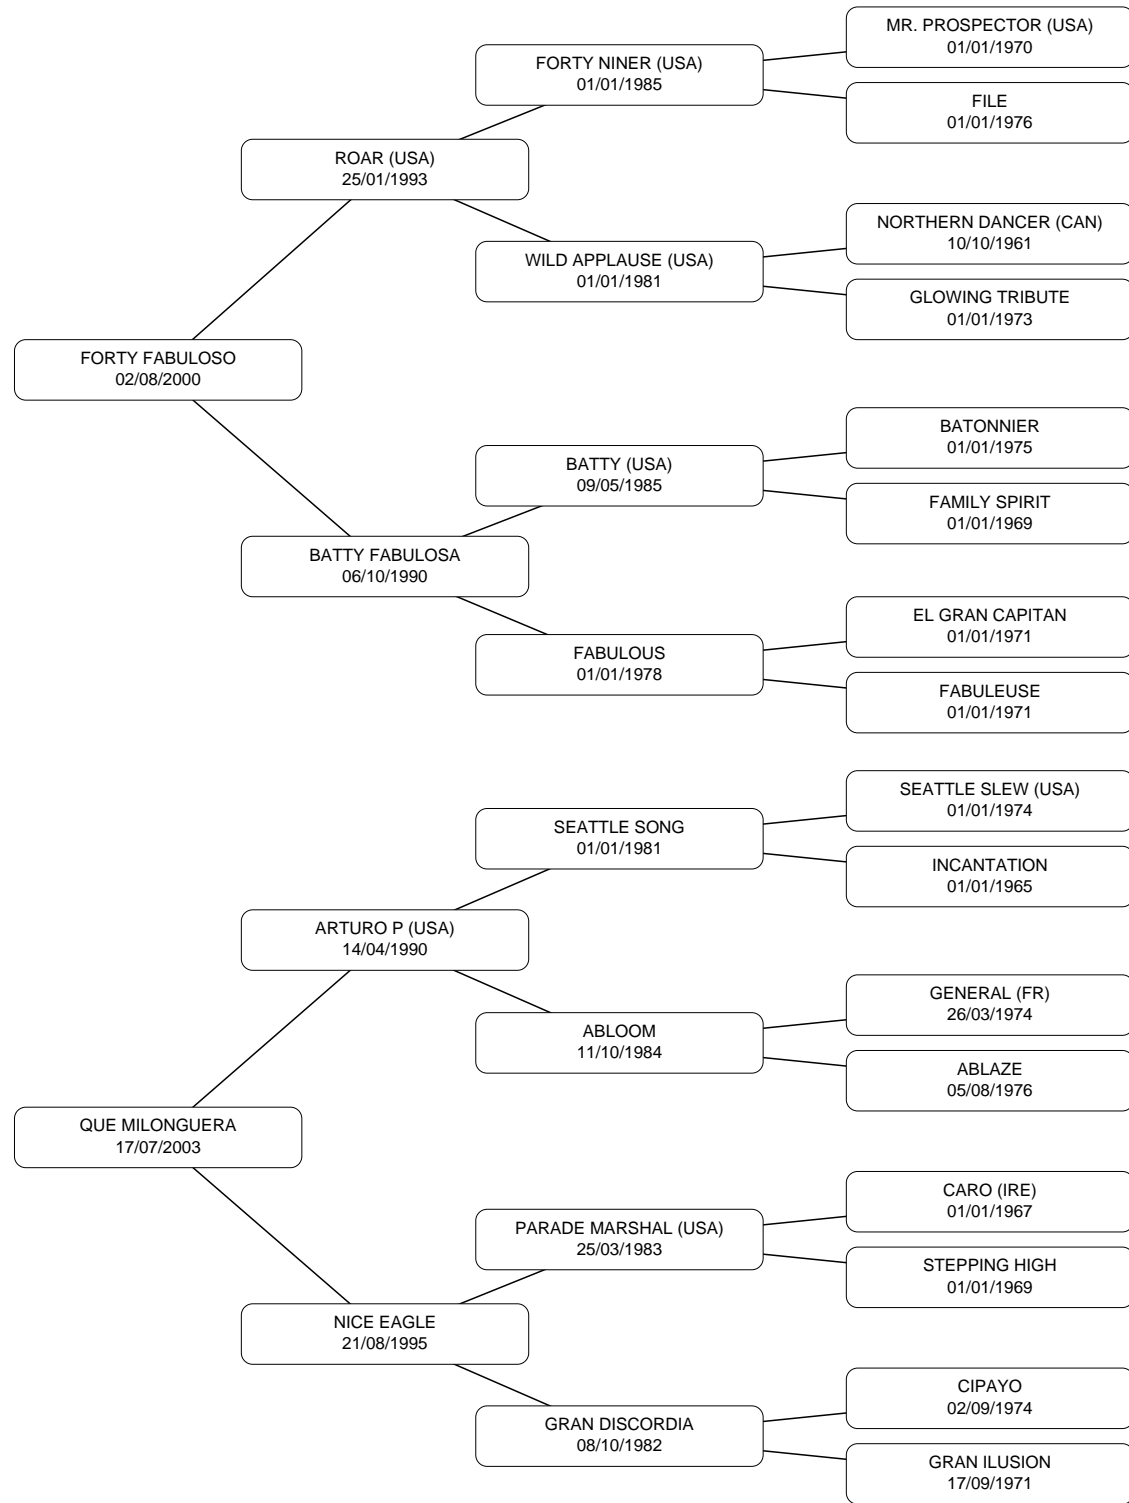 MR. PROSPECTOR (USA)
01/01/1970
FORTY NINER (USA)
01/01/1985
FILE
01/01/1976
ROAR (USA)
25/01/1993
NORTHERN DANCER (CAN)
10/10/1961
WILD APPLAUSE (USA)
01/01/1981
GLOWING TRIBUTE
01/01/1973
FORTY FABULOSO
02/08/2000
BATONNIER
01/01/1975
BATTY (USA)
09/05/1985
FAMILY SPIRIT
01/01/1969
BATTY FABULOSA
06/10/1990
EL GRAN CAPITAN
01/01/1971
FABULOUS
01/01/1978
FABULEUSE
01/01/1971
SEATTLE SLEW (USA)
01/01/1974
SEATTLE SONG
01/01/1981
INCANTATION
01/01/1965
ARTURO P (USA)
14/04/1990
GENERAL (FR)
26/03/1974
ABLOOM
11/10/1984
ABLAZE
05/08/1976
QUE MILONGUERA
17/07/2003
CARO (IRE)
01/01/1967
PARADE MARSHAL (USA)
25/03/1983
STEPPING HIGH
01/01/1969
NICE EAGLE
21/08/1995
CIPAYO
02/09/1974
GRAN DISCORDIA
08/10/1982
GRAN ILUSION
17/09/1971